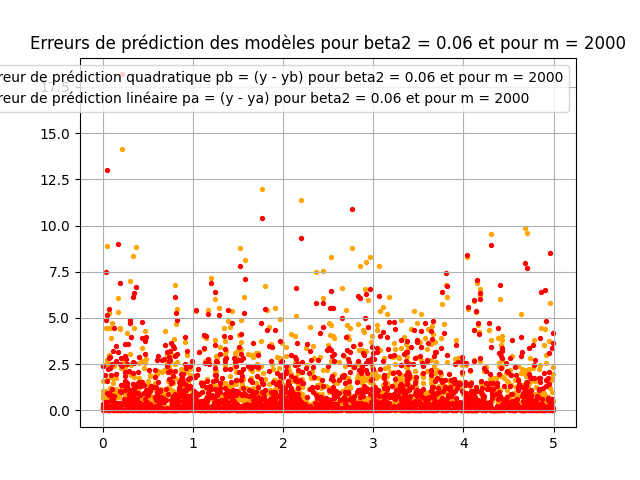 Erreurs de prédiction des modèles pour beta2 = 0.06 et pour m = 2000
reur de prédiction quadratique pb = (y - yb) pour beta2 = 0.06 et pour m = 2000
reur de prédiction linéaire pa = (y - ya) pour beta2 = 0.06 et pour m = 2000
17.5
15.0
12.5
10.0
7.5
5.0
2.5
0.0
0 1 2 3 4 5